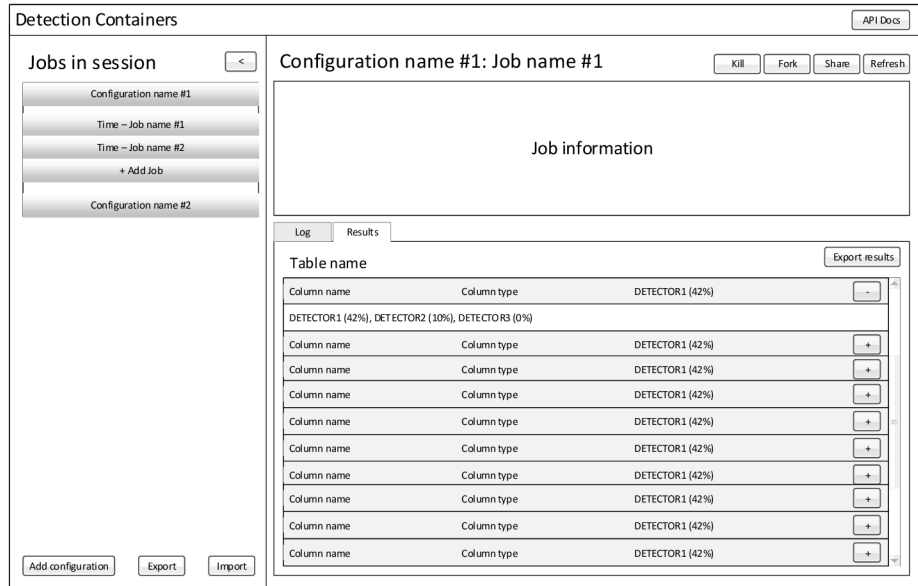 Detection Containers
API Docs
Jobs in session
<
Configuration name #1
Time – Job name #1
Time – Job name #2
+ Add Job
Configuration name #2
Add configuration
Export
Import
Configuration name #1: Job name #1
Kill
Fork
Share
Refresh
Job information
Log
Results
Table name
Export results
Column name Column type DETECTOR1 (42%) -
DETECTOR1 (42%), DETECTOR2 (10%), DETECTOR3 (0%)
Column name Column type DETECTOR1 (42%) +
Column name Column type DETECTOR1 (42%) +
Column name Column type DETECTOR1 (42%) +
Column name Column type DETECTOR1 (42%) +
Column name Column type DETECTOR1 (42%) +
Column name Column type DETECTOR1 (42%) +
Column name Column type DETECTOR1 (42%) +
Column name Column type DETECTOR1 (42%) +
Column name Column type DETECTOR1 (42%) +